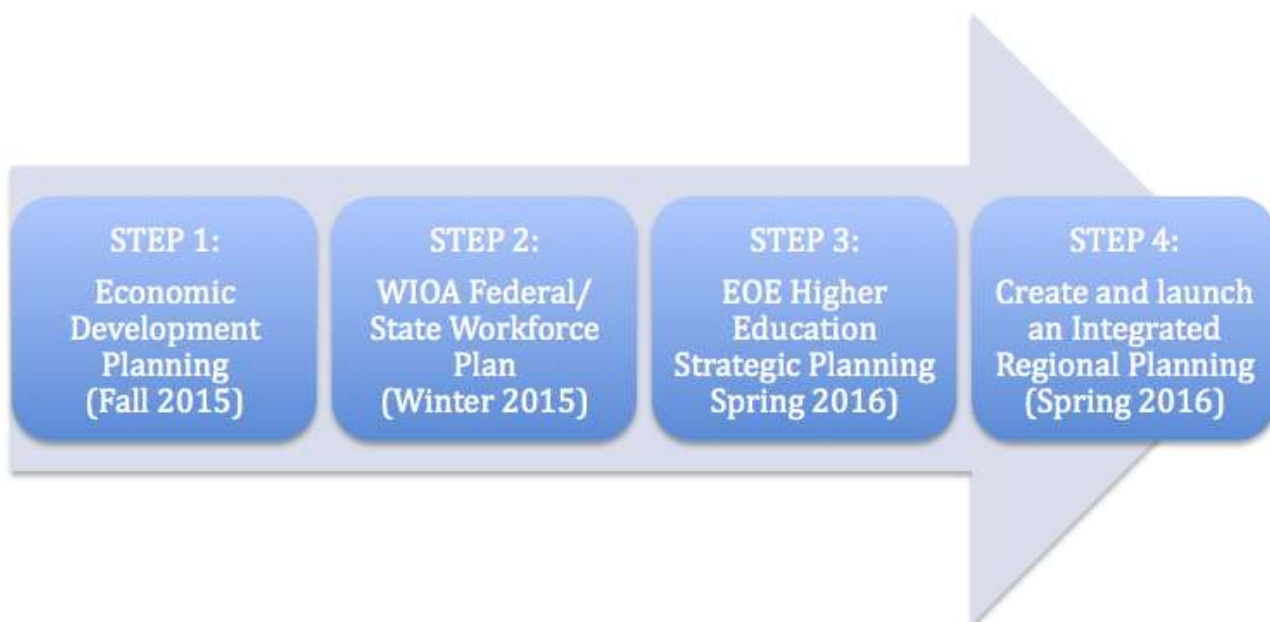 STEP 1:
Economic
Development
Planning
(Fall 2015)
STEP 2:
WIOA Federal/
State Workforce
Plan
(Winter 2015)
STEP 3:
EOE Higher
Education
Strategic Planning
Spring 2016)
STEP 4:
Create and launch
an Integrated
Regional Planning
(Spring 2016)